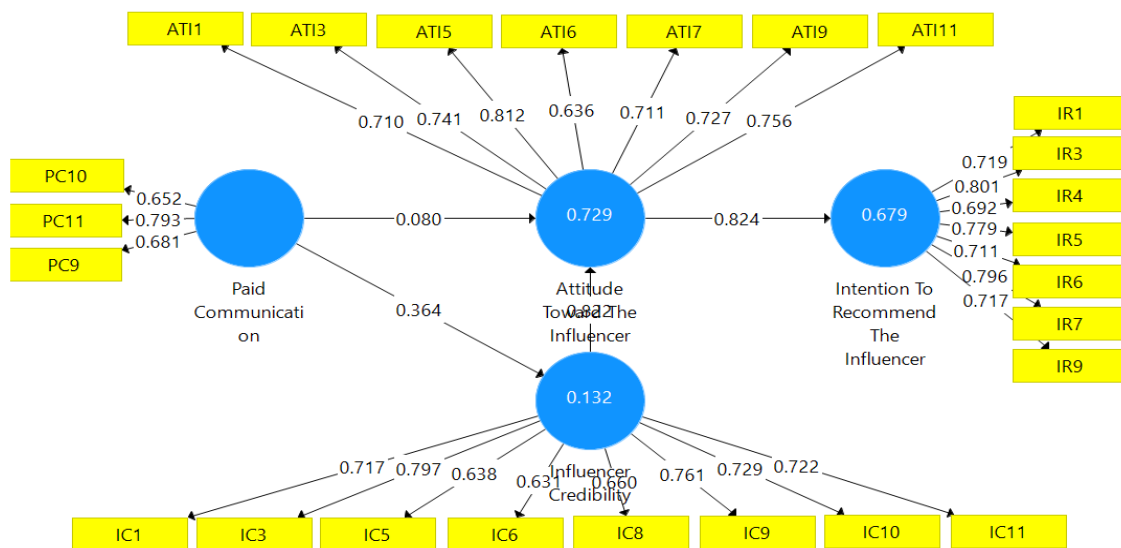 ATI1 ATI3 ATI5 ATI6 ATI7 ATI9 ATI11
0.710 0.741 0.812 0.636 0.711 0.727 0.756
PC10
PC11
PC9
0.652
0.793
0.681
Paid
Communicati
on
0.080
0.364
0.729
Attitude
Toward The
Influencer
0.822
0.824
0.679
Intention To
Recommend
The
Influencer
0.719
0.801
0.692
0.779
0.711
0.796
0.717
IR1
IR3
IR4
IR5
IR6
IR7
IR9
0.132
Influencer
Credibility
0.717 0.797 0.638 0.631 0.660 0.761 0.729 0.722
IC1 IC3 IC5 IC6 IC8 IC9 IC10 IC11